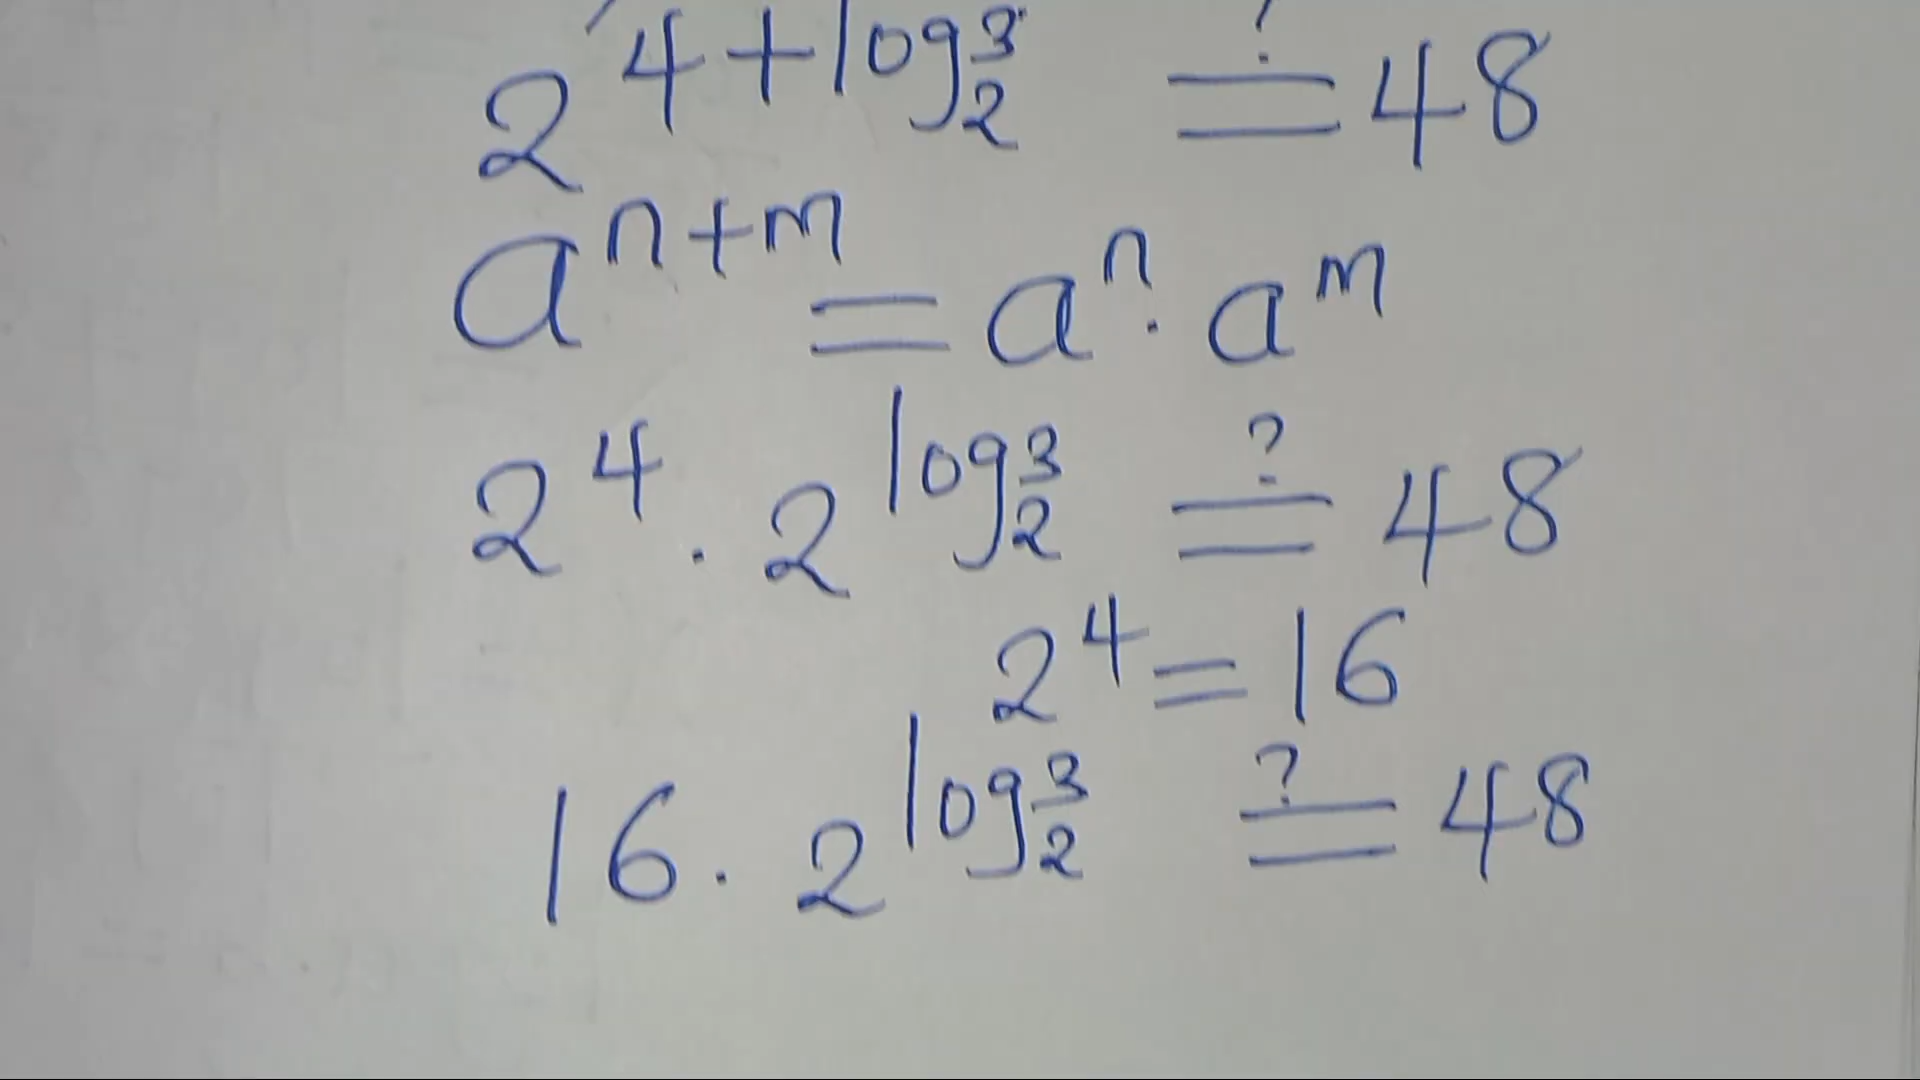 2^{4+log_2^3} ?= 48
a^{n+m} = a^n · a^m
2^4 · 2^{log_2^3} ?= 48
2^4 = 16
16 · 2^{log_2^3} ?= 48